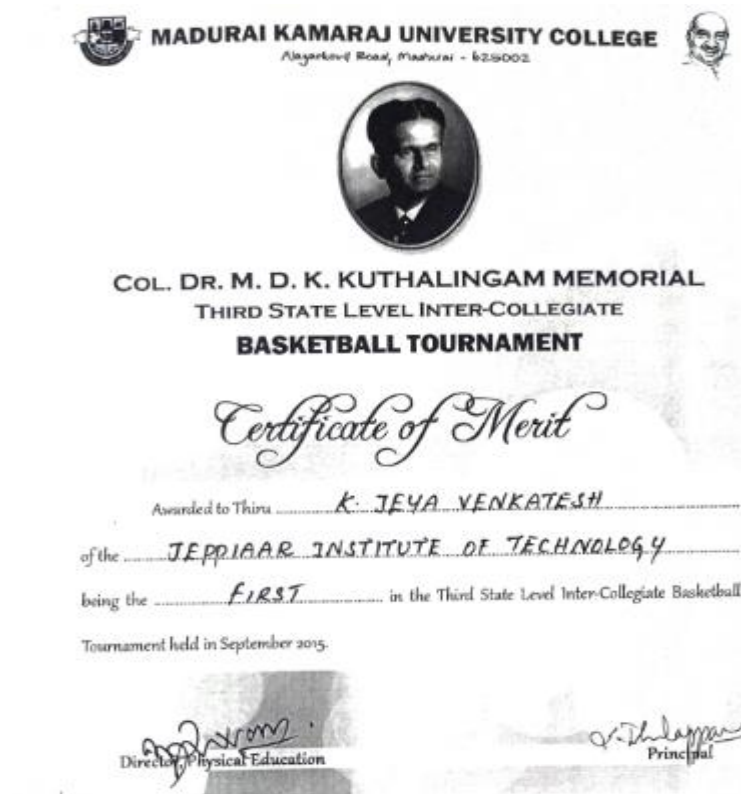 MADURAI KAMARAJ UNIVERSITY COLLEGE
Nagarkovil Road, Madurai - 625002
COL. DR. M. D. K. KUTHALINGAM MEMORIAL
THIRD STATE LEVEL INTER-COLLEGIATE
BASKETBALL TOURNAMENT
Certificate of Merit
Awarded to Thiru K. JEYA VENKATESH
of the JEPPIAAR INSTITUTE OF TECHNOLOGY
being the FIRST in the Third State Level Inter-Collegiate Basketball
Tournament held in September 2015.
Director, Physical Education
Principal